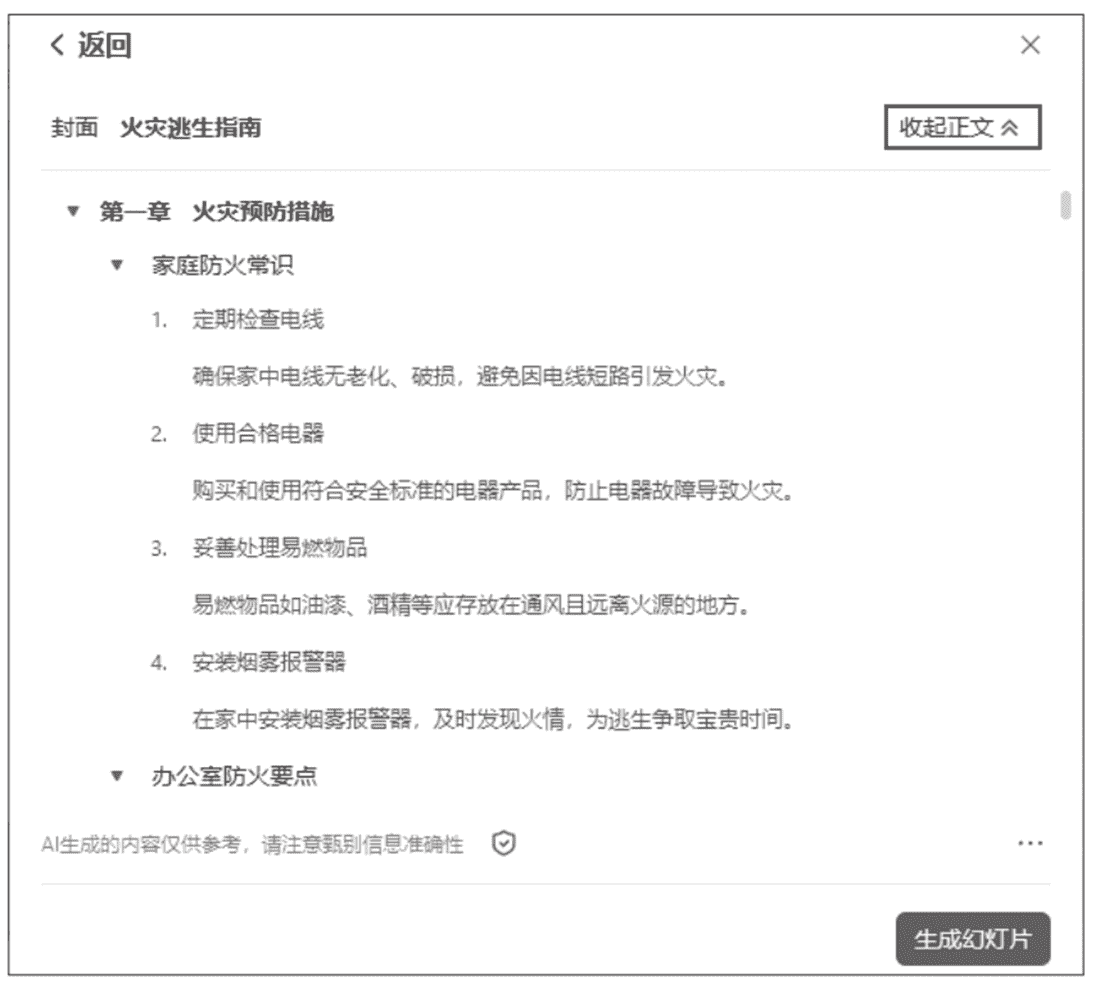 返回
封面 火灾逃生指南
收起正文
第一章 火灾预防措施
家庭防火常识
1. 定期检查电线
确保家中电线无老化、破损，避免因电线短路引发火灾。
2. 使用合格电器
购买和使用符合安全标准的电器产品，防止电器故障导致火灾。
3. 妥善处理易燃物品
易燃物品如油漆、酒精等应存放在通风且远离火源的地方。
4. 安装烟雾报警器
在家中安装烟雾报警器，及时发现火情，为逃生争取宝贵时间。
办公室防火要点
AI生成的内容仅供参考，请注意甄别信息准确性
生成幻灯片